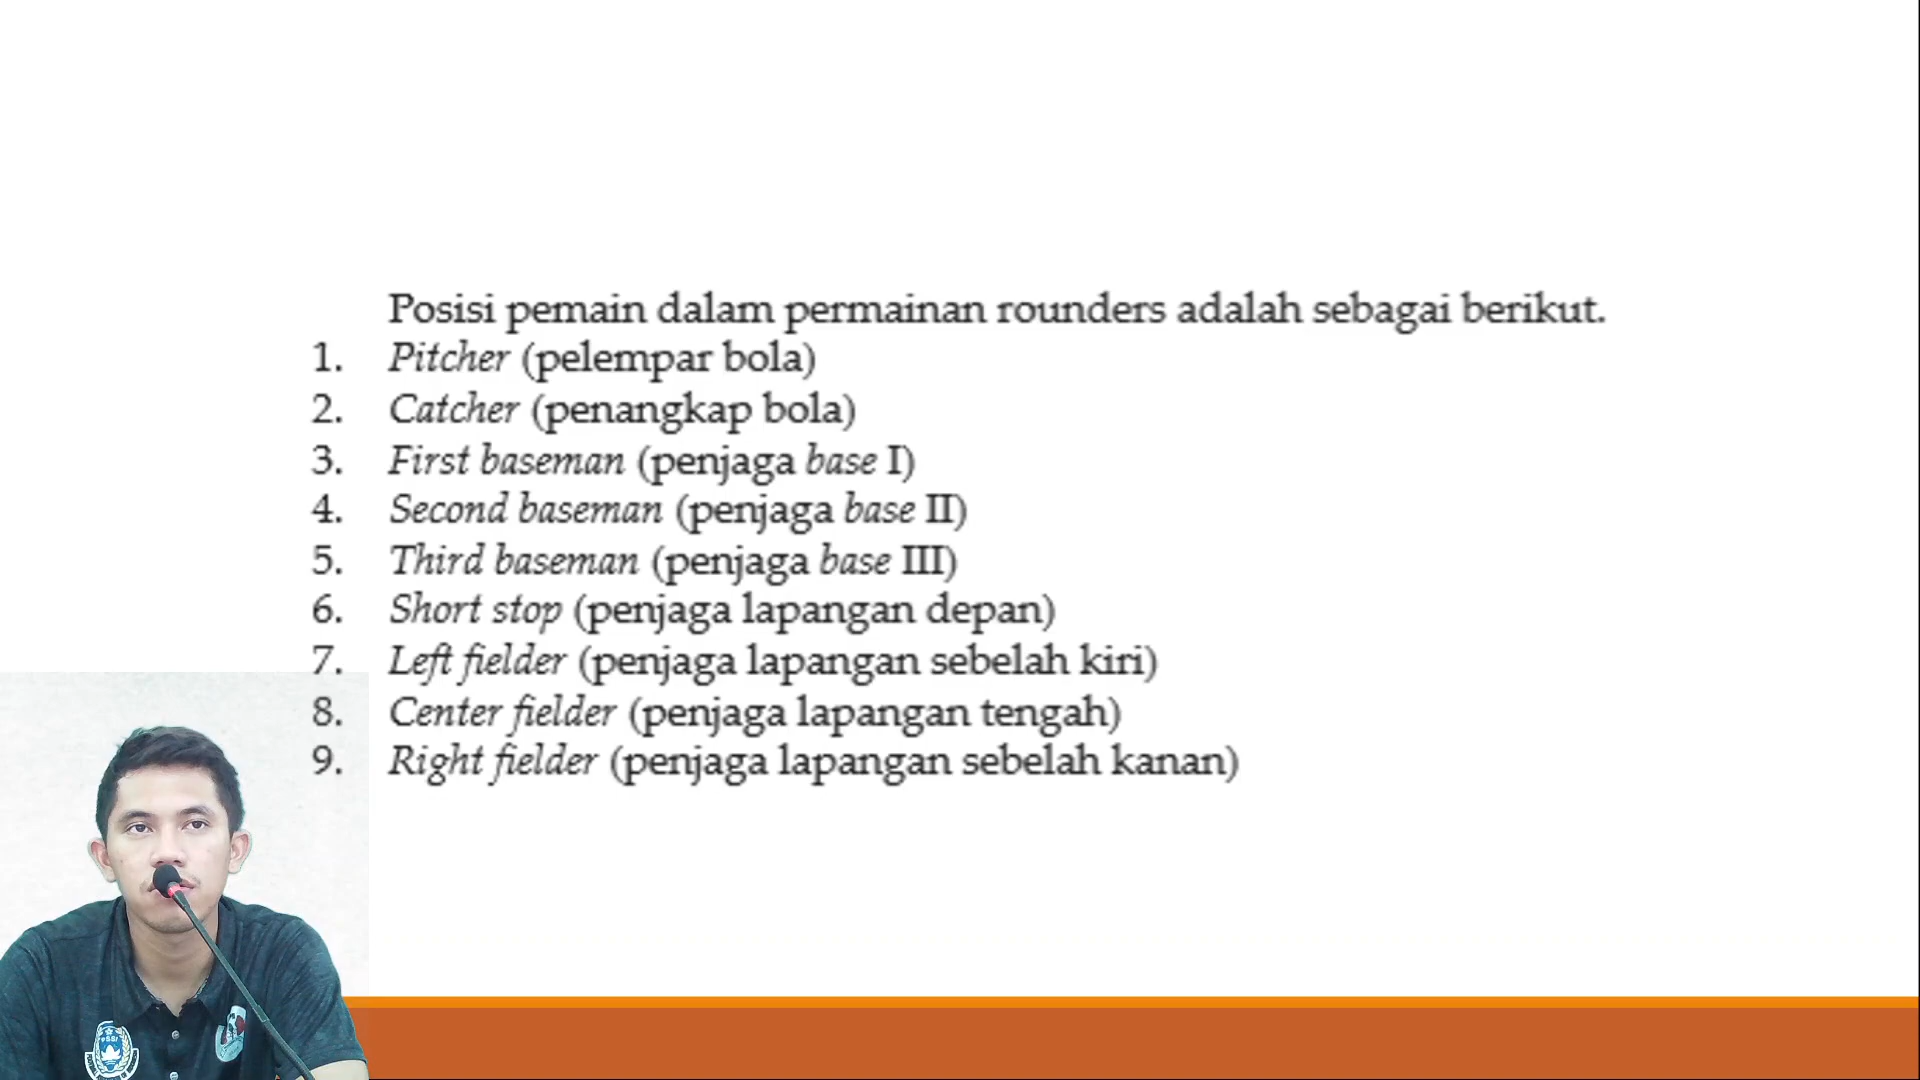 Posisi pemain dalam permainan rounders adalah sebagai berikut.
1. Pitcher (pelempar bola)
2. Catcher (penangkap bola)
3. First baseman (penjaga base I)
4. Second baseman (penjaga base II)
5. Third baseman (penjaga base III)
6. Short stop (penjaga lapangan depan)
7. Left fielder (penjaga lapangan sebelah kiri)
8. Center fielder (penjaga lapangan tengah)
9. Right fielder (penjaga lapangan sebelah kanan)
PSSI